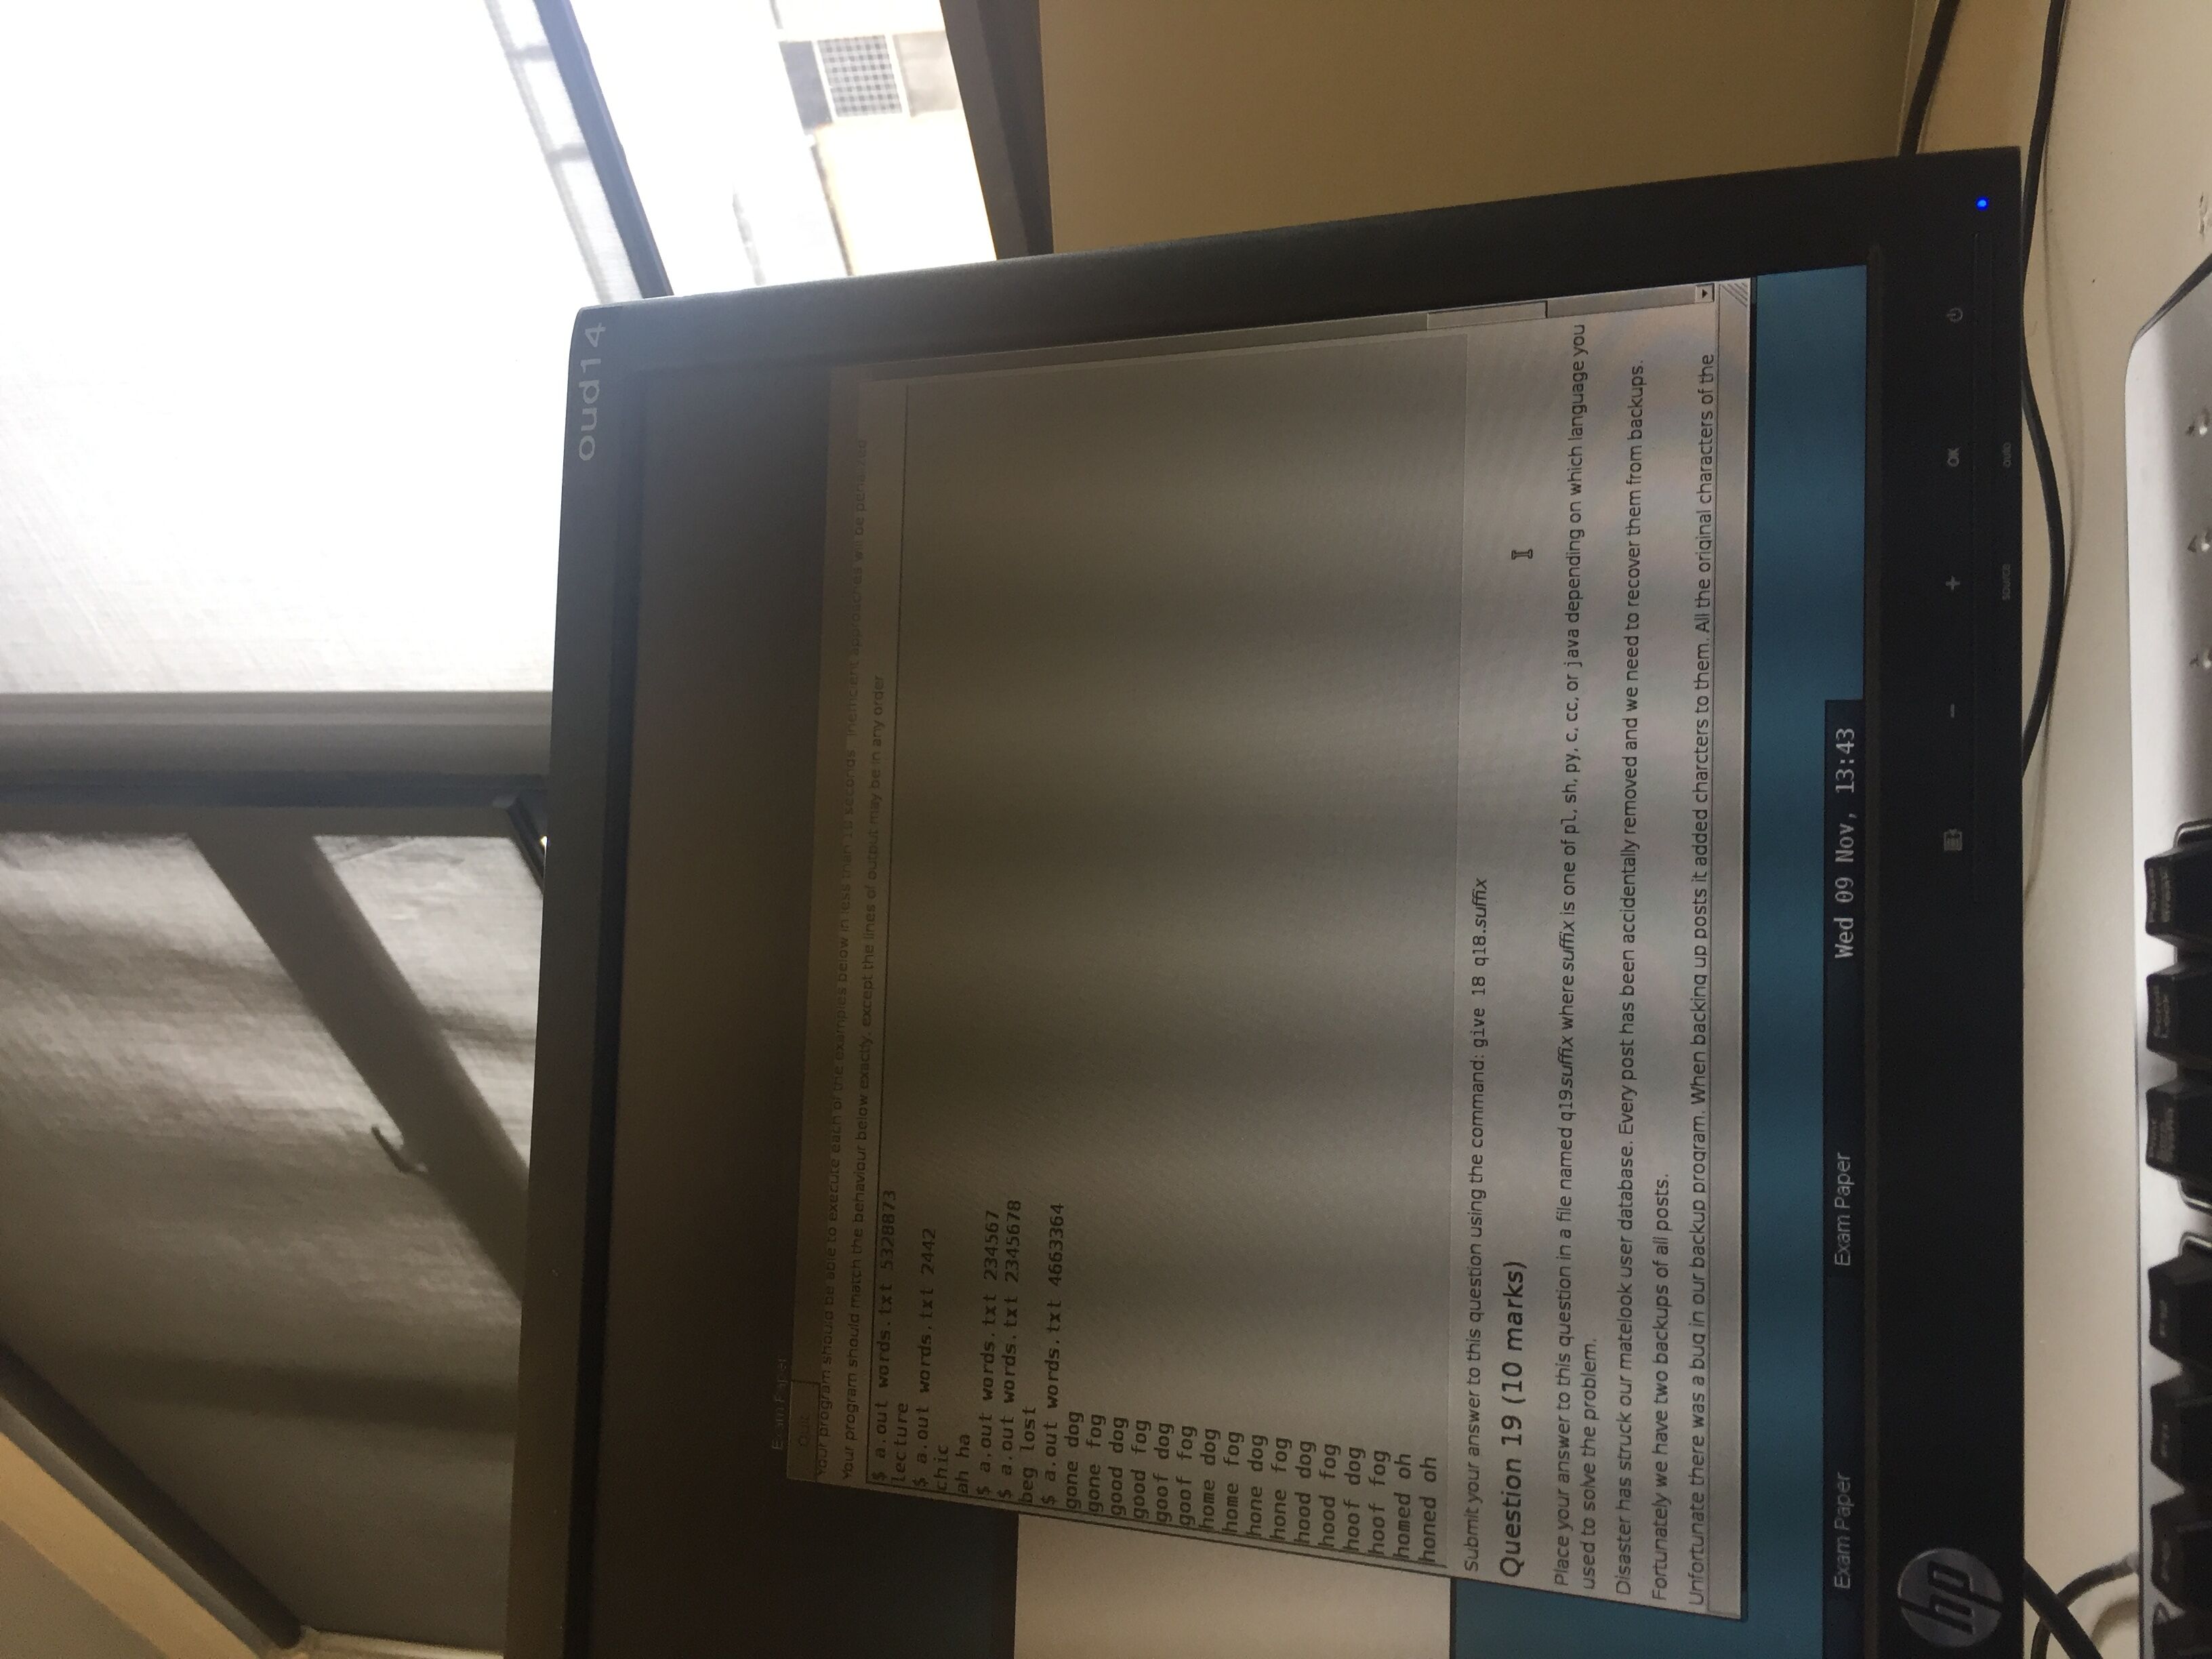 oud14
Exam Paper
Quit
Your program should be able to execute each of the examples below in less than 10 seconds. Inefficient approaches will be penalized
Your program should match the behaviour below exactly, except the lines of output may be in any order
$ a.out words.txt 5328873
lecture
$ a.out words.txt 2442
chic
ah ha
$ a.out words.txt 234567
$ a.out words.txt 2345678
beg lost
$ a.out words.txt 4663364
gone dog
gone fog
good dog
good fog
goof dog
goof fog
home dog
home fog
hone dog
hone fog
hood dog
hood fog
hoof dog
hoof fog
homed oh
honed oh
Submit your answer to this question using the command: give 18 q18.suffix
Question 19 (10 marks)
Place your answer to this question in a file named q19suffix where suffix is one of pl, sh, py, c, cc, or java depending on which language you
used to solve the problem.
Disaster has struck our matelook user database. Every post has been accidentally removed and we need to recover them from backups.
Fortunately we have two backups of all posts.
Unfortunate there was a bug in our backup program. When backing up posts it added charcters to them. All the original characters of the
Exam Paper
Exam Paper
Wed 09 Nov, 13:43
hp
- + OK
source auto